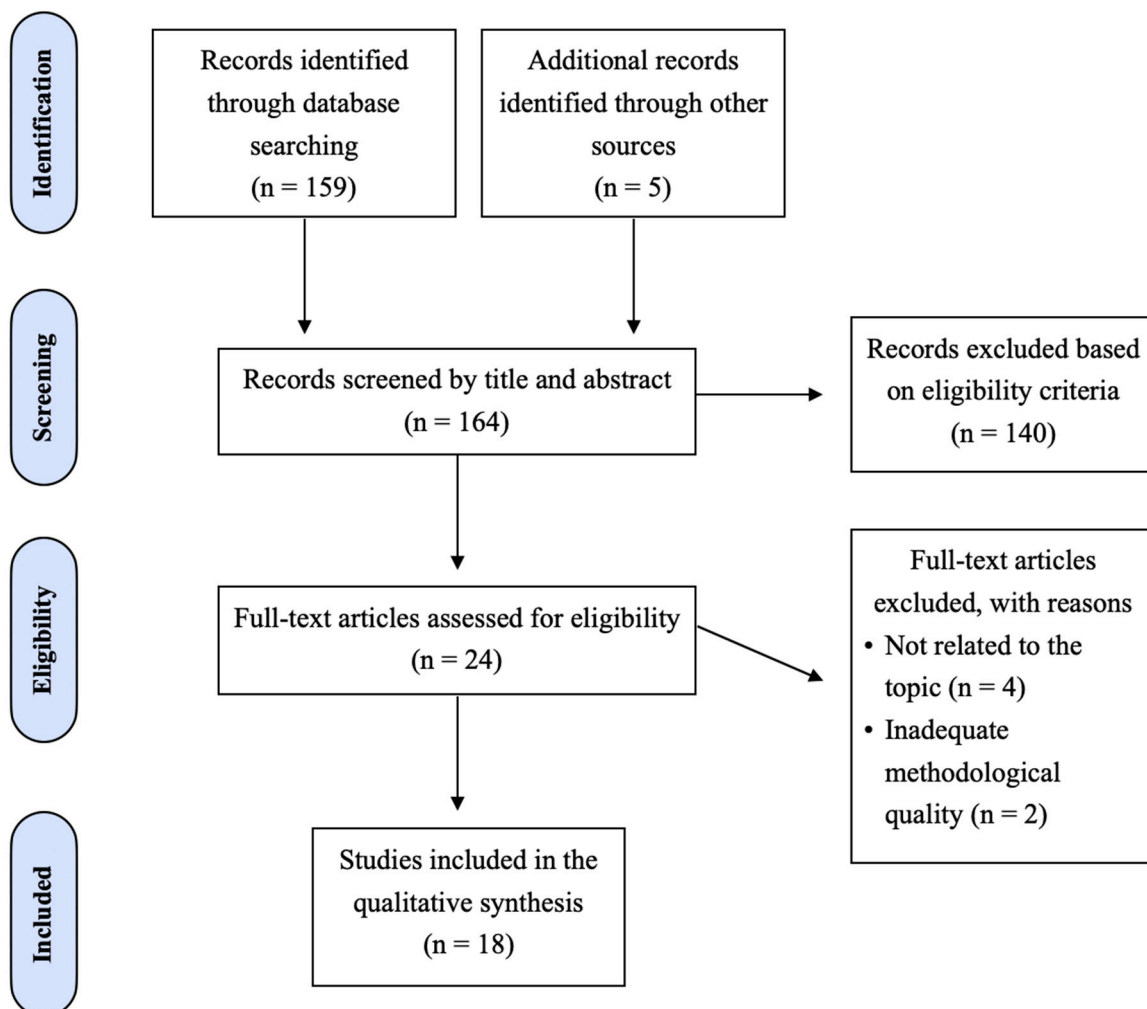 Identification
Records identified
through database
searching
(n = 159)
Additional records
identified through other
sources
(n = 5)
Screening
Records screened by title and abstract
(n = 164)
Records excluded based
on eligibility criteria
(n = 140)
Eligibility
Full-text articles assessed for eligibility
(n = 24)
Full-text articles
excluded, with reasons
• Not related to the
topic (n = 4)
• Inadequate
methodological
quality (n = 2)
Included
Studies included in the
qualitative synthesis
(n = 18)